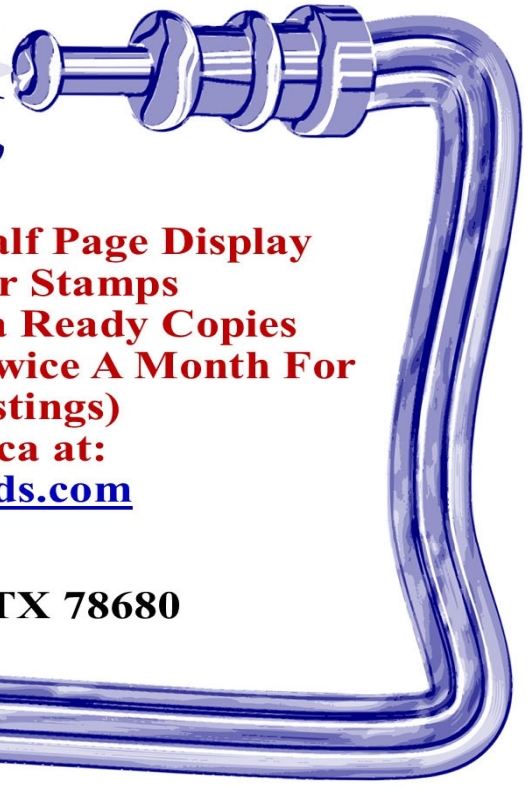 alf Page Display
r Stamps
a Ready Copies
wice A Month For
stings)
ca at:
ds.com
TX 78680